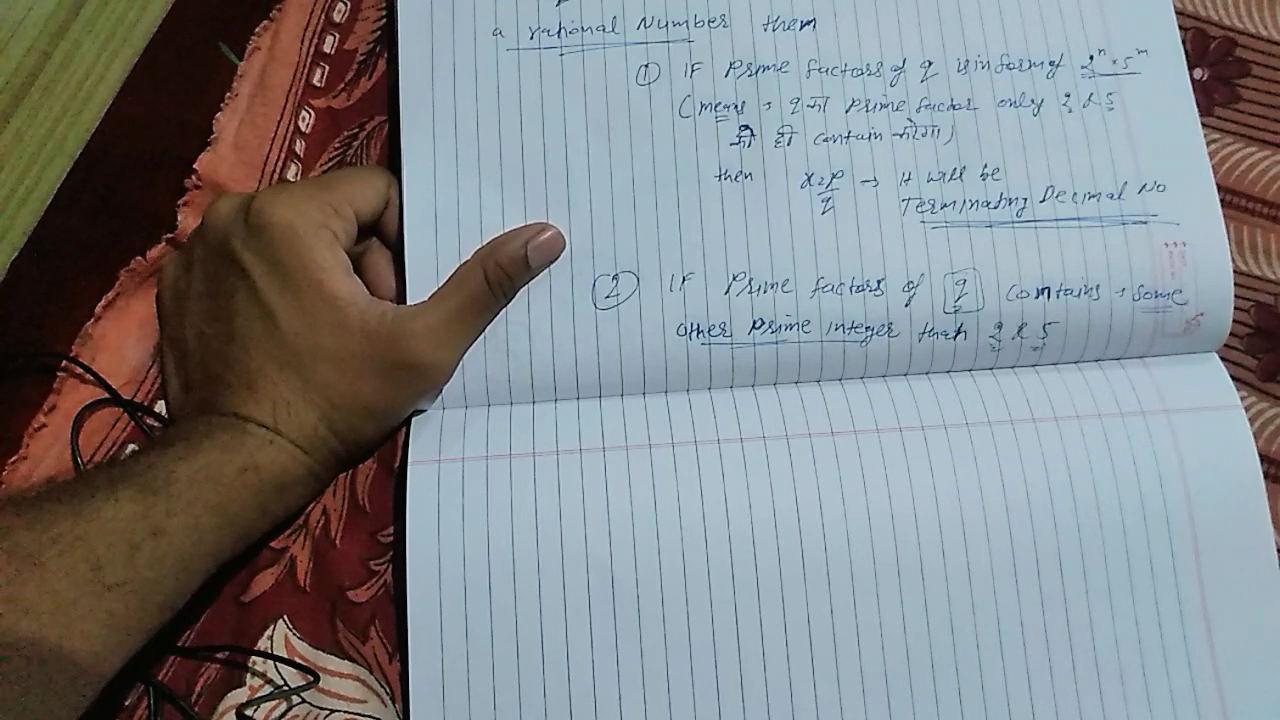 a rational Number them
① IF Prime factors of q is in form of 2ⁿ × 5ᵐ
(means → q का prime factor only 2 & 5
को ही contain करेगा)
then x = p/q → it will be
Terminating Decimal No
② IF Prime factors of q contains → some
other prime integer than 2 & 5